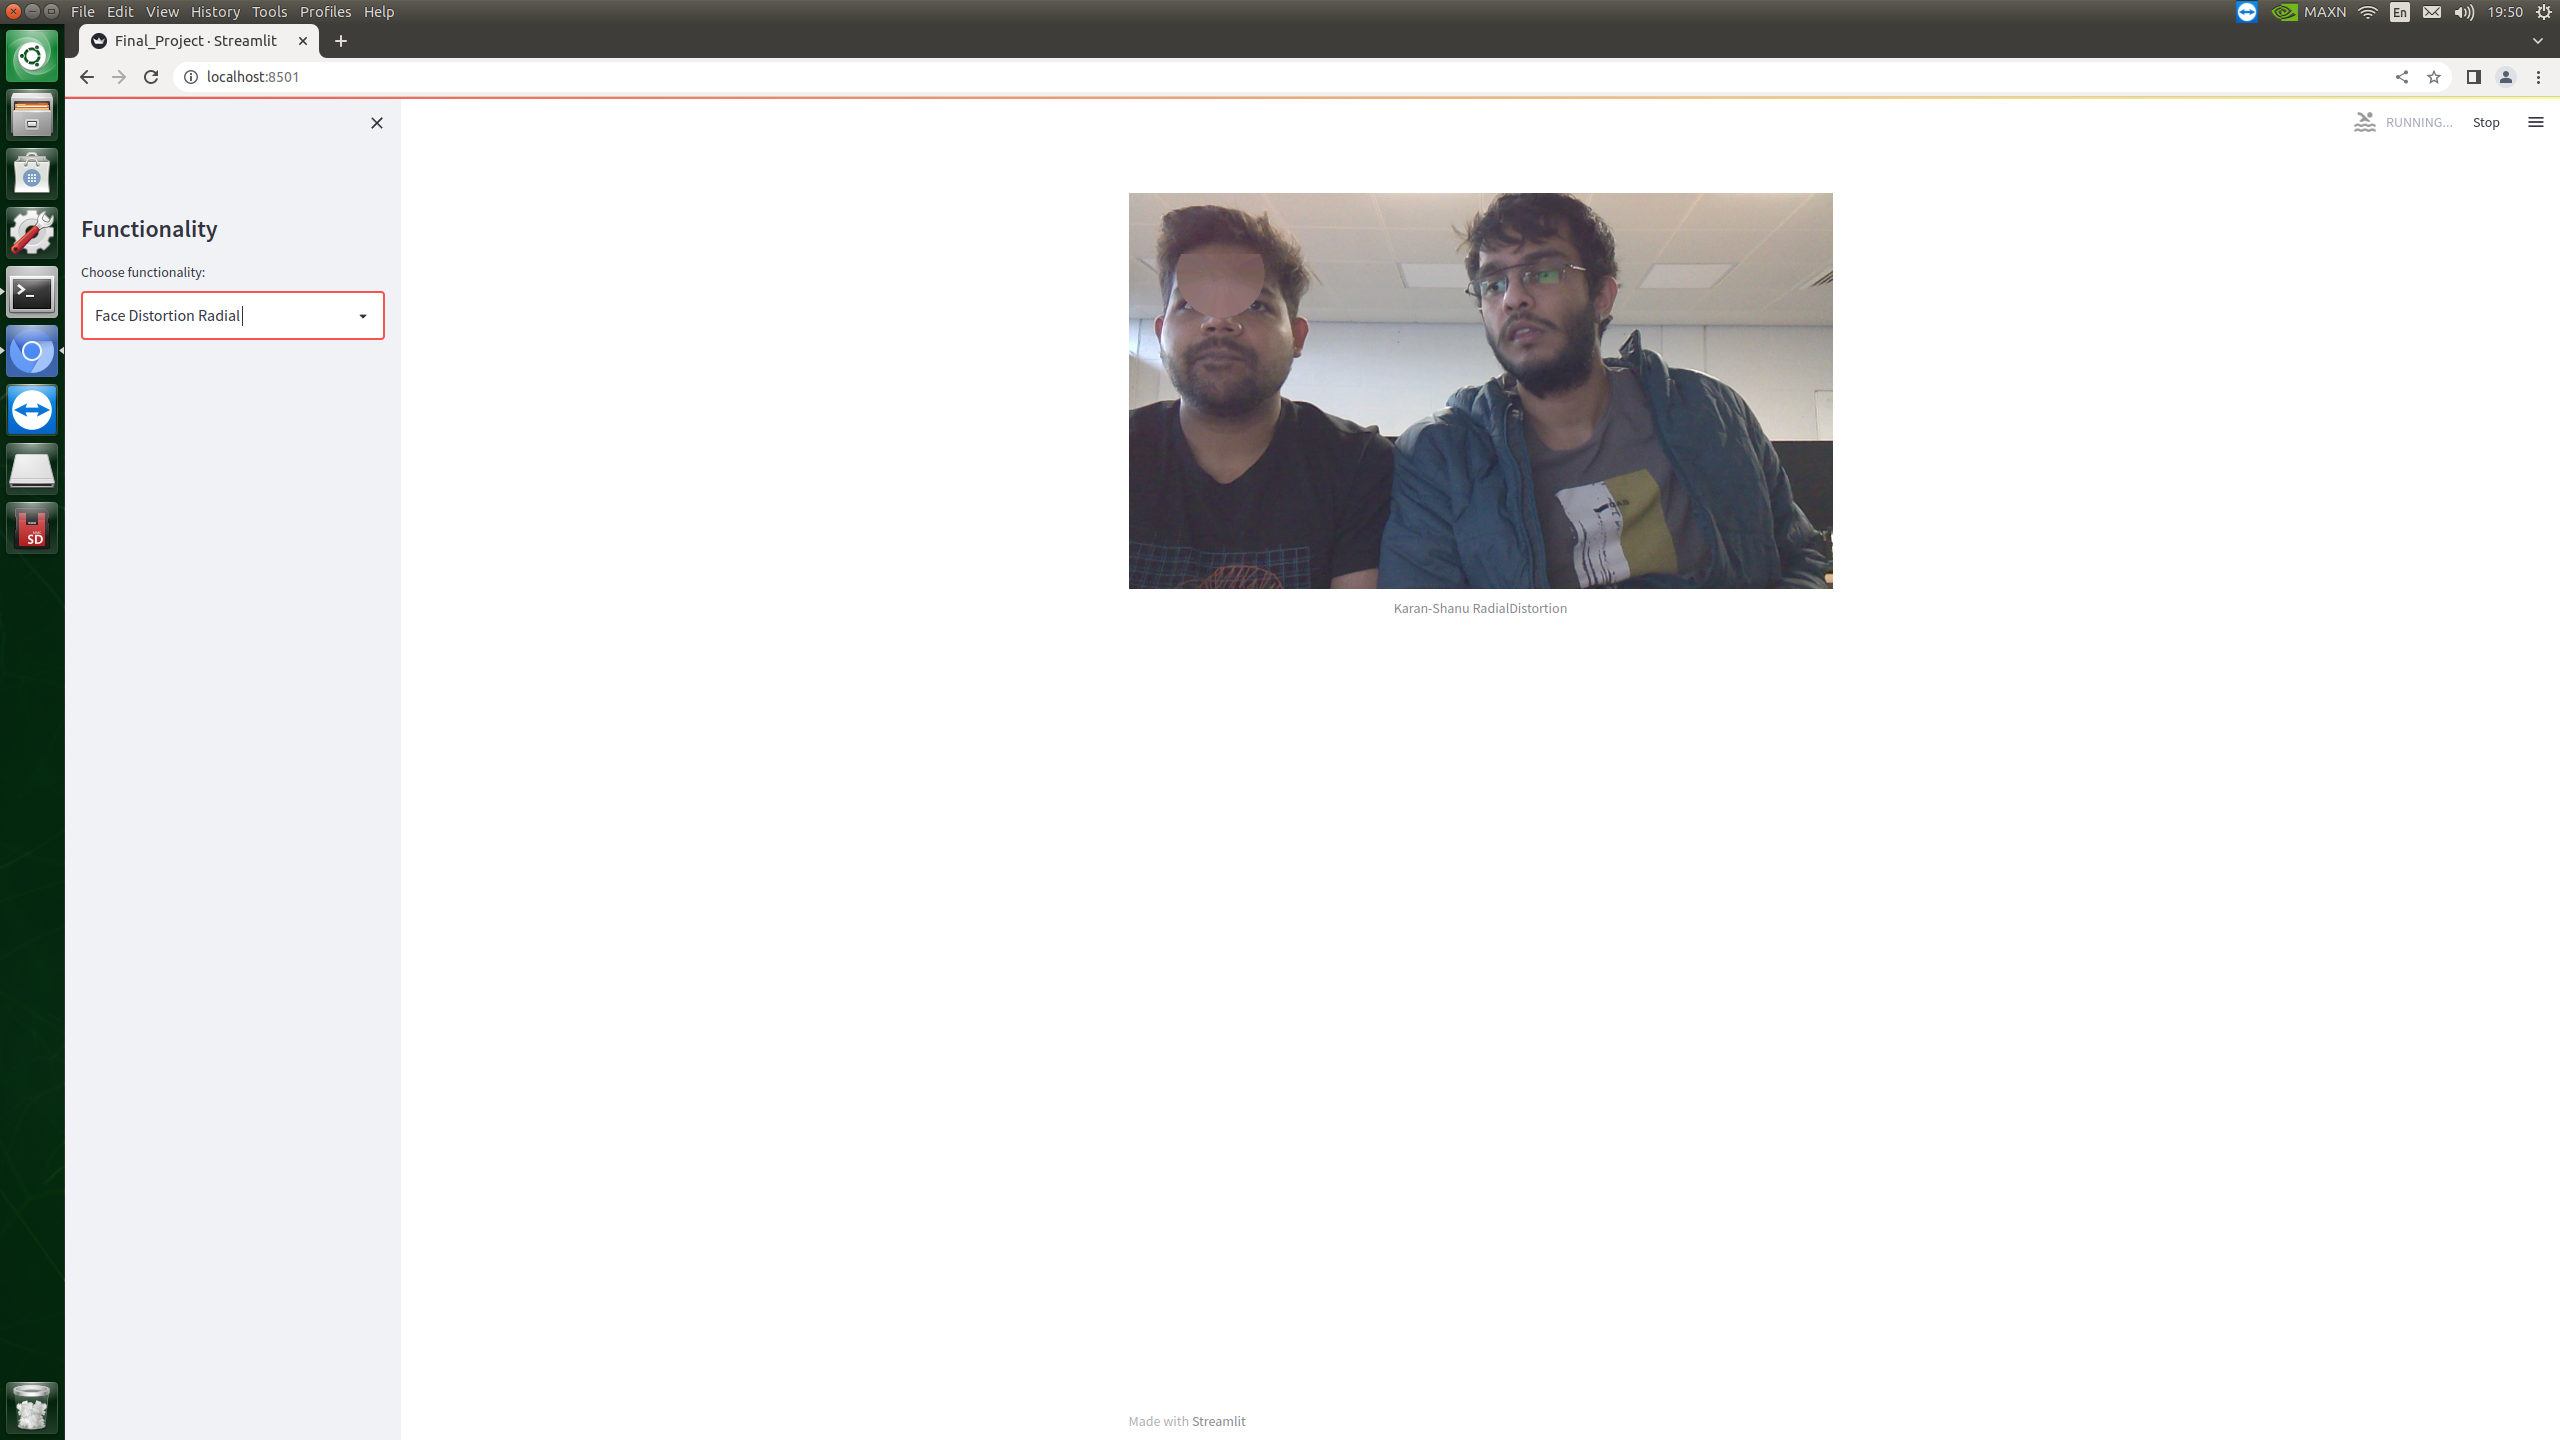 File Edit View History Tools Profiles Help
MAXN En 19:50
Final_Project · Streamlit
localhost:8501
RUNNING... Stop
Functionality
Choose functionality:
Face Distortion Radial
SD
Karan-Shanu RadialDistortion
Made with Streamlit